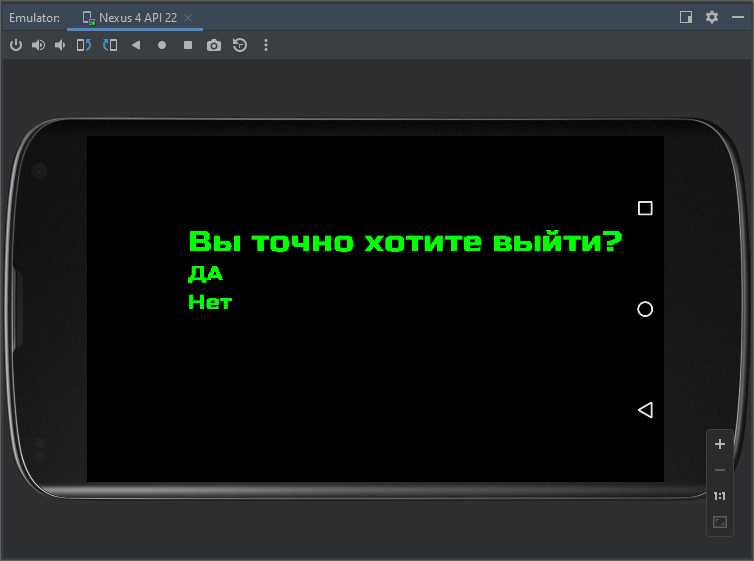 Emulator: Nexus 4 API 22
Вы точно хотите выйти?
ДА
Нет
1:1